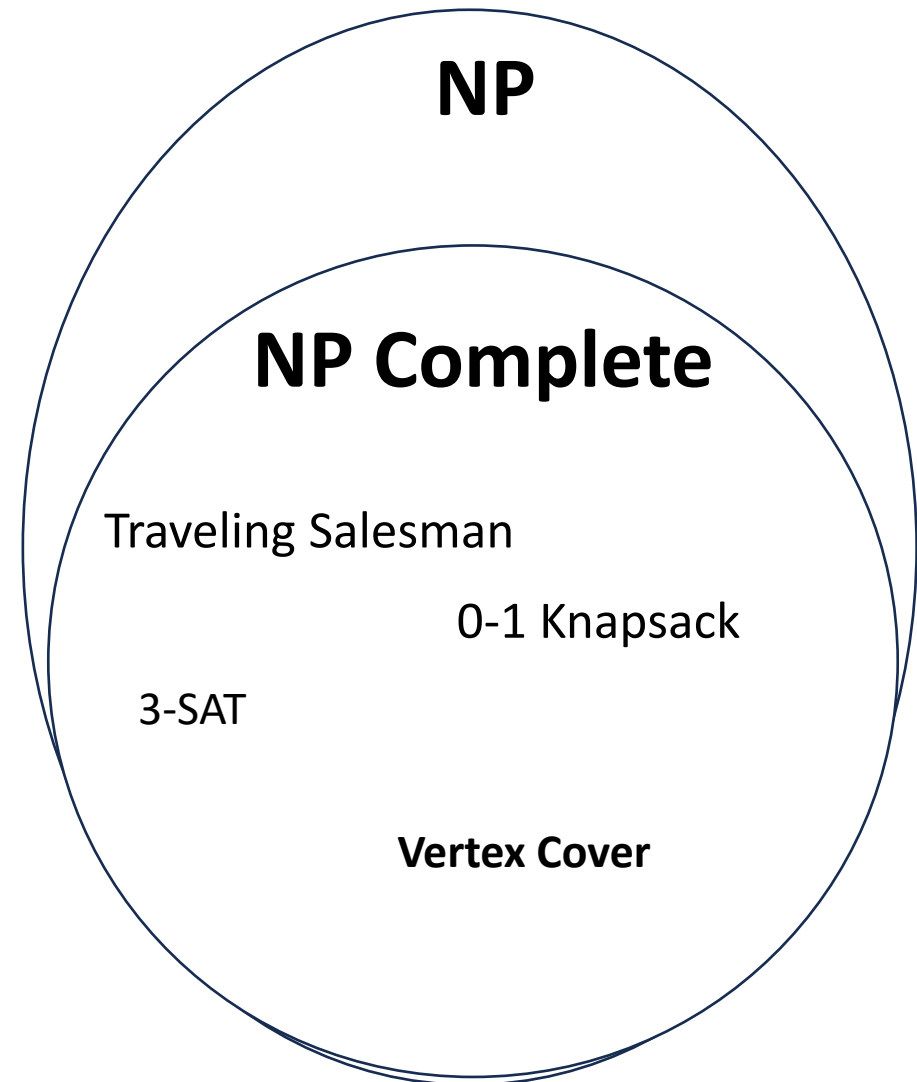 NP
NP Complete
Traveling Salesman
0-1 Knapsack
3-SAT
Vertex Cover